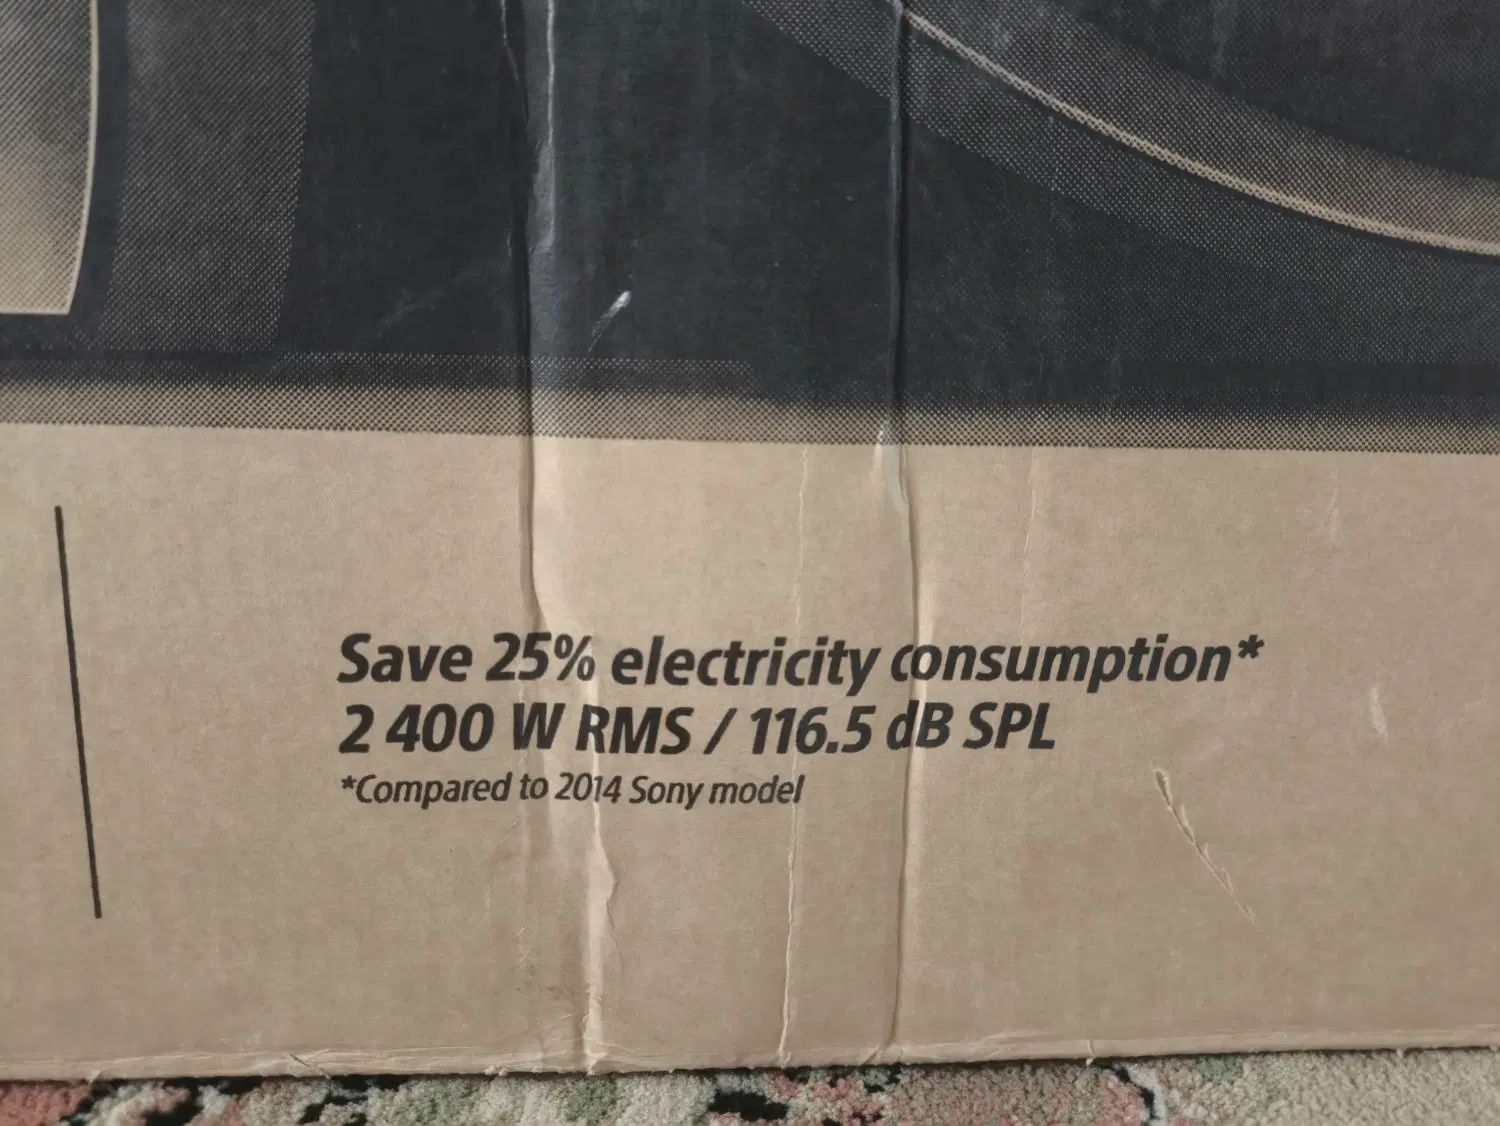 Save 25% electricity consumption*
2 400 W RMS / 116.5 dB SPL
*Compared to 2014 Sony model